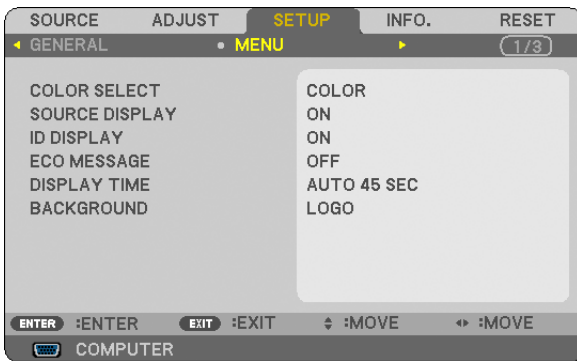 SOURCE ADJUST SETUP INFO. RESET
GENERAL MENU 1/3
COLOR SELECT COLOR
SOURCE DISPLAY ON
ID DISPLAY ON
ECO MESSAGE OFF
DISPLAY TIME AUTO 45 SEC
BACKGROUND LOGO
ENTER :ENTER EXIT :EXIT :MOVE :MOVE
COMPUTER